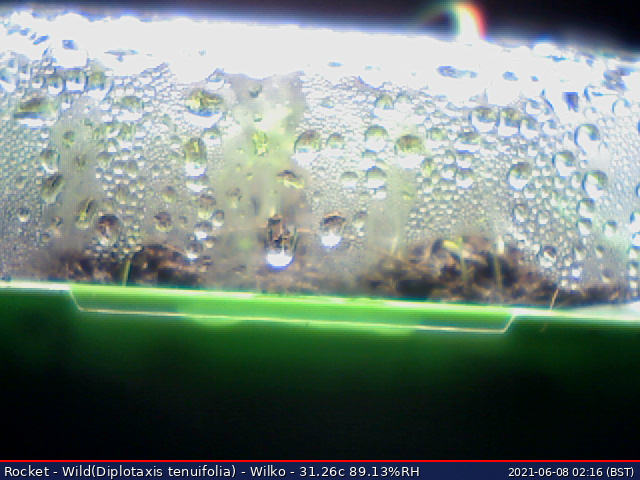 Rocket - Wild(Diplotaxis tenuifolia) - Wilko - 31.26c 89.13%RH
2021-06-08 02:16 (BST)